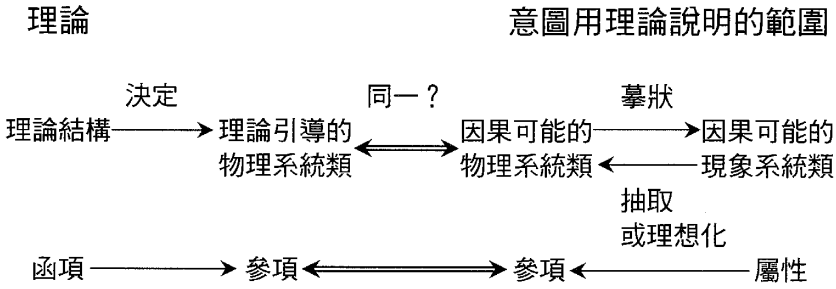 理論
意圖用理論說明的範圍
決定
同一？
摹狀
理論結構
理論引導的
物理系統類
因果可能的
物理系統類
因果可能的
現象系統類
抽取
或理想化
函項
參項
參項
屬性